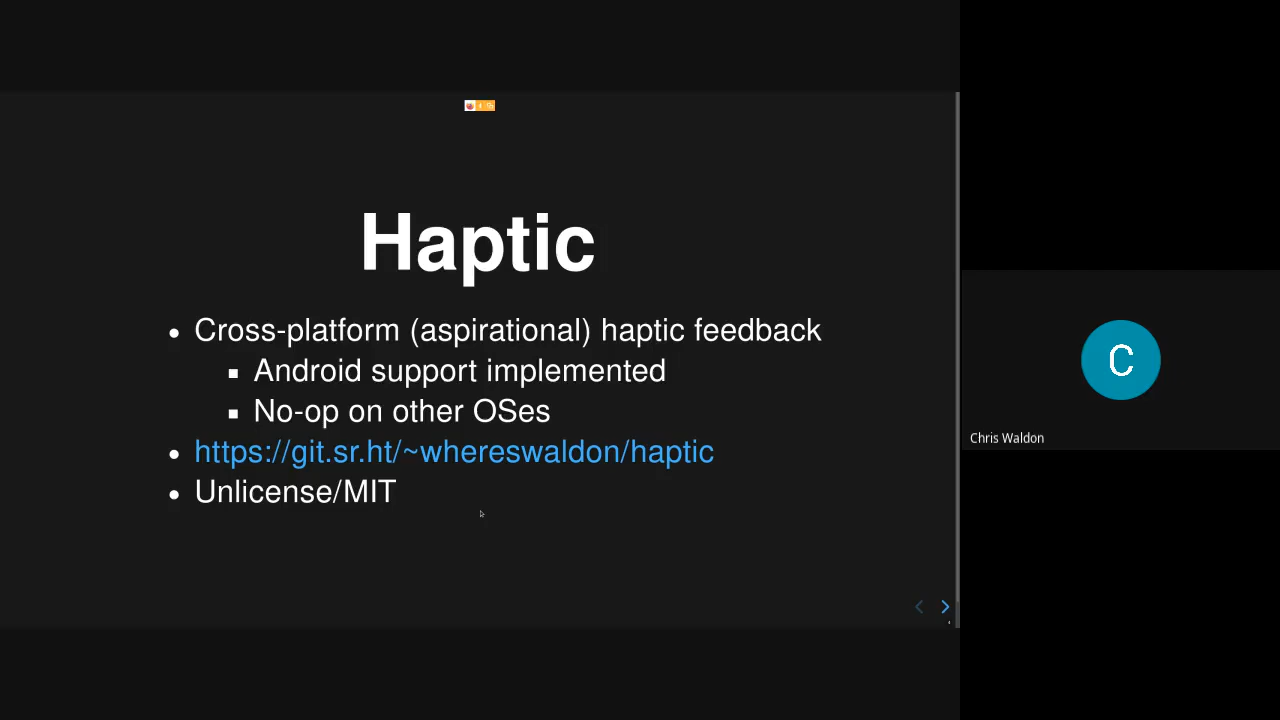 Haptic
Cross-platform (aspirational) haptic feedback
Android support implemented
No-op on other OSes
https://git.sr.ht/~whereswaldon/haptic
Unlicense/MIT
C
Chris Waldon